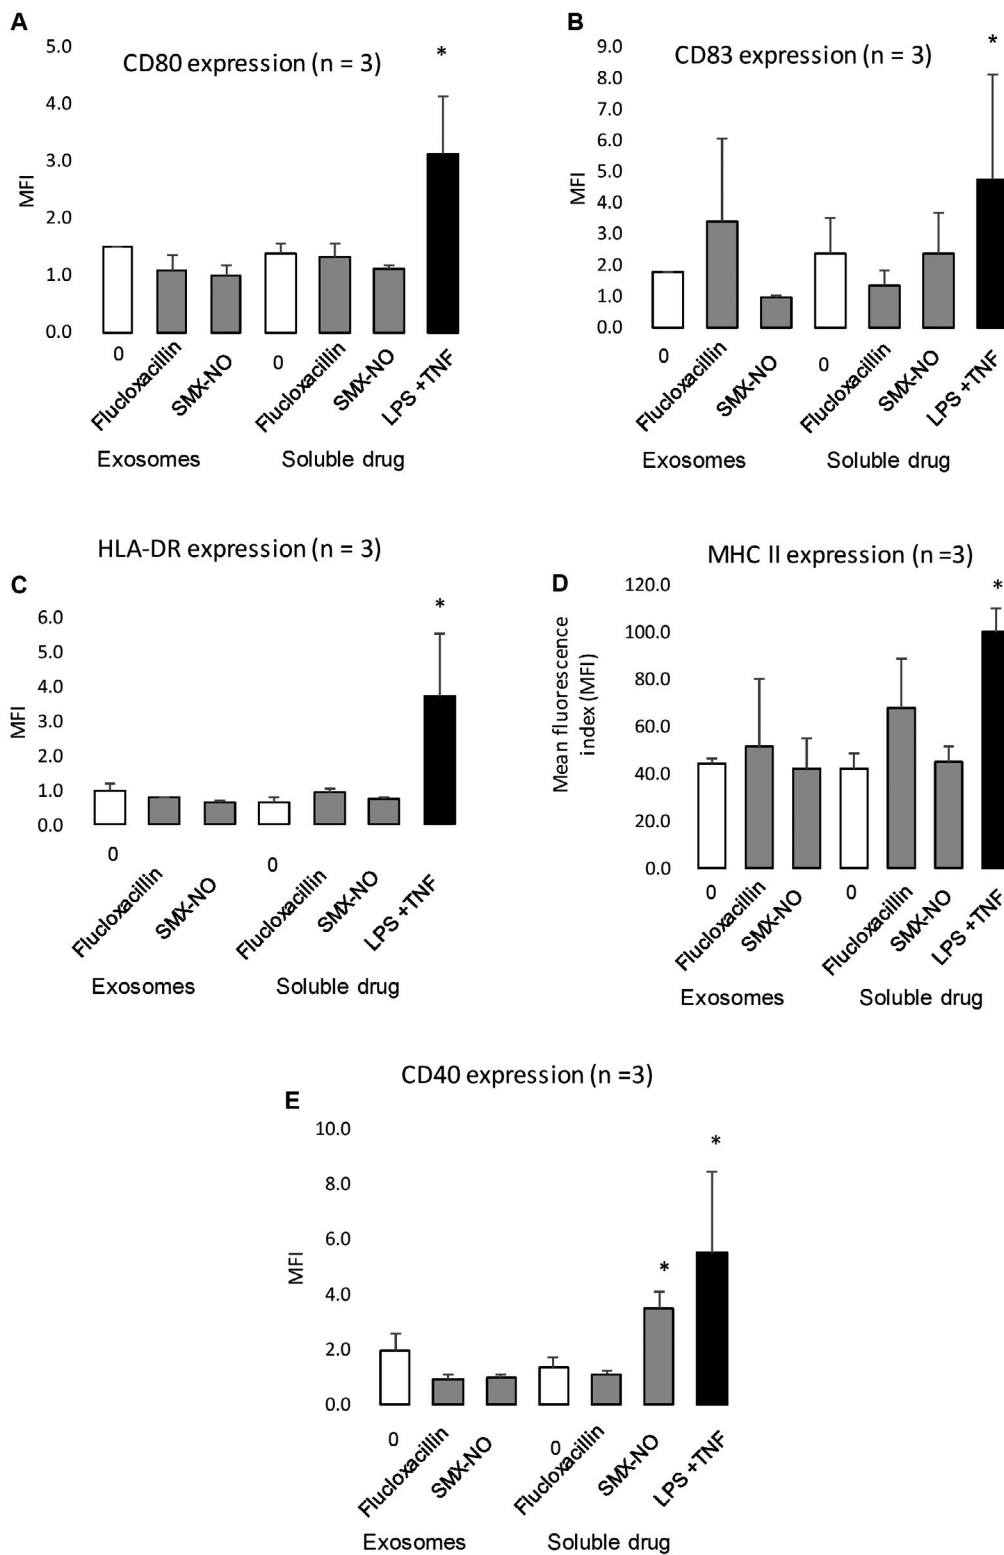 A
CD80 expression (n = 3)
*
5.0
4.0
3.0
2.0
1.0
0.0
MFI
0
Flucloxacillin
SMX-NO
0
Flucloxacillin
SMX-NO
LPS +TNF
Exosomes
Soluble drug
B
CD83 expression (n = 3)
*
9.0
8.0
7.0
6.0
5.0
4.0
3.0
2.0
1.0
0.0
MFI
0
Flucloxacillin
SMX-NO
0
Flucloxacillin
SMX-NO
LPS +TNF
Exosomes
Soluble drug
HLA-DR expression (n = 3)
C
*
6.0
5.0
4.0
3.0
2.0
1.0
0.0
MFI
0
Flucloxacillin
SMX-NO
0
Flucloxacillin
SMX-NO
LPS +TNF
Exosomes
Soluble drug
MHC II expression (n =3)
D
*
120.0
100.0
80.0
60.0
40.0
20.0
0.0
Mean fluorescence
index (MFI)
0
Flucloxacillin
SMX-NO
0
Flucloxacillin
SMX-NO
LPS +TNF
Exosomes
Soluble drug
CD40 expression (n =3)
E
10.0
8.0
6.0
4.0
2.0
0.0
MFI
*
*
0
Flucloxacillin
SMX-NO
0
Flucloxacillin
SMX-NO
LPS +TNF
Exosomes
Soluble drug